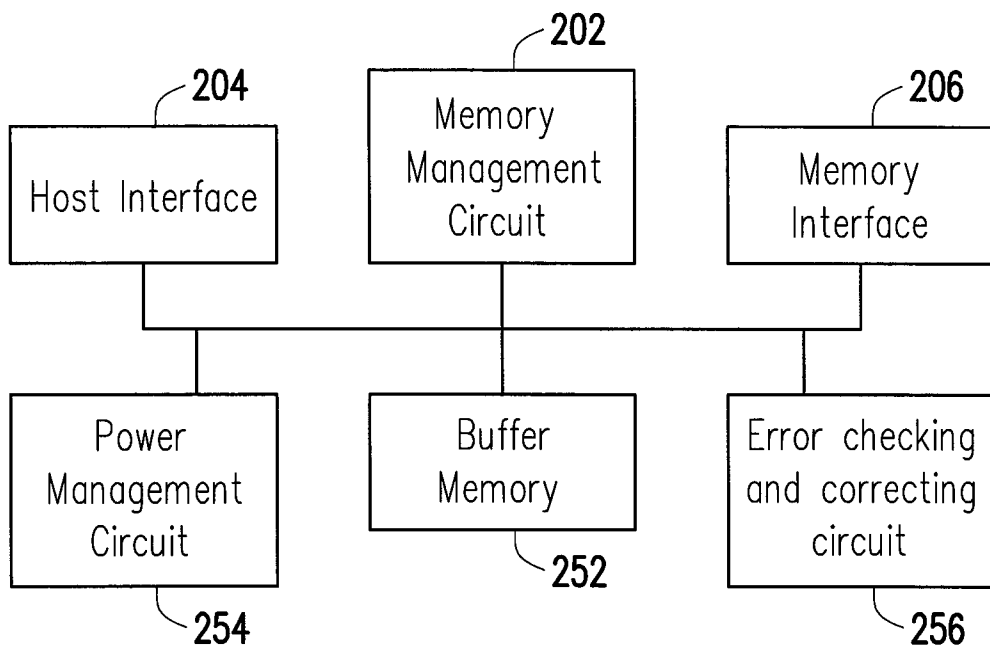 202
204
206
Memory
Management
Circuit
Host Interface
Memory
Interface
Power
Management
Circuit
Buffer
Memory
Error checking
and correcting
circuit
252
254
256